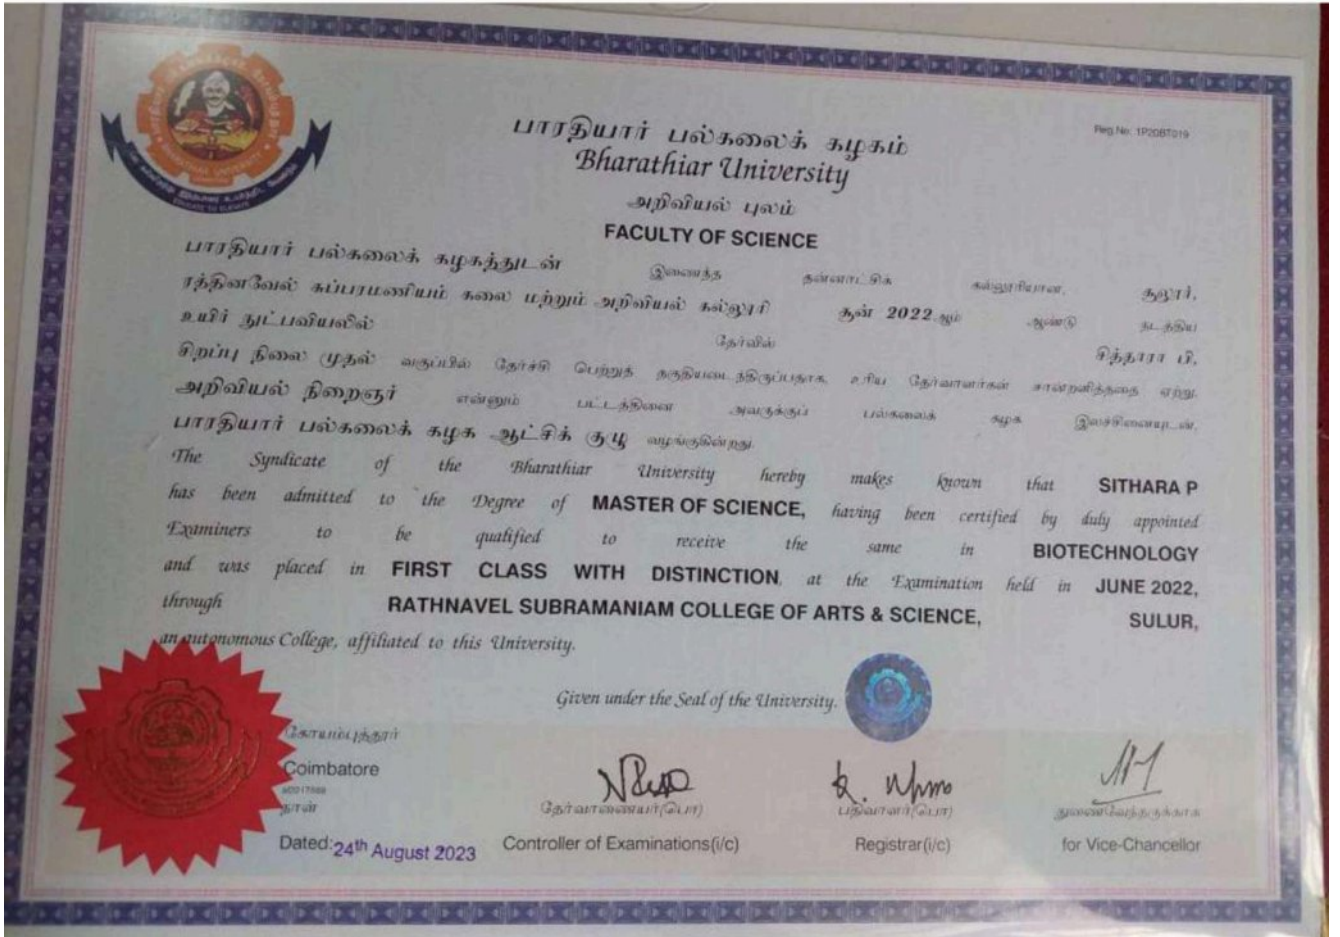 Reg.No: 1P20BT019
பாரதியார் பல்கலைக் கழகம்
Bharathiar University
அறிவியல் புலம்
FACULTY OF SCIENCE
பாரதியார் பல்கலைக் கழகத்துடன் இணைந்த தன்னாட்சிக் கல்லூரியான, சூலூர்,
ரத்தினவேல் சுப்பரமணியம் கலை மற்றும் அறிவியல் கல்லூரி சூன் 2022 ஆம் ஆண்டு நடத்திய
உயிர் நுட்பவியலில் தேர்வில் சித்தாரா பி,
சிறப்பு நிலை முதல் வகுப்பில் தேர்ச்சி பெற்றுத் தகுதியடைந்திருப்பதாக, உரிய தேர்வாளர்கள் சான்றளித்ததை ஏற்று,
அறிவியல் நிறைஞர் என்னும் பட்டத்தினை அவருக்குப் பல்கலைக் கழக இலச்சினையுடன்,
பாரதியார் பல்கலைக் கழக ஆட்சிக் குழு வழங்குகின்றது.
The Syndicate of the Bharathiar University hereby makes known that SITHARA P
has been admitted to the Degree of MASTER OF SCIENCE, having been certified by duly appointed
Examiners to be qualified to receive the same in BIOTECHNOLOGY
and was placed in FIRST CLASS WITH DISTINCTION, at the Examination held in JUNE 2022,
through RATHNAVEL SUBRAMANIAM COLLEGE OF ARTS & SCIENCE, SULUR,
an autonomous College, affiliated to this University.
Given under the Seal of the University.
கோயம்புத்தூர்
Coimbatore
நாள்
Dated: 24th August 2023
தேர்வாணையர்(பொ)
Controller of Examinations(i/c)
பதிவாளர்(பொ)
Registrar(i/c)
துணைவேந்தருக்காக
for Vice-Chancellor